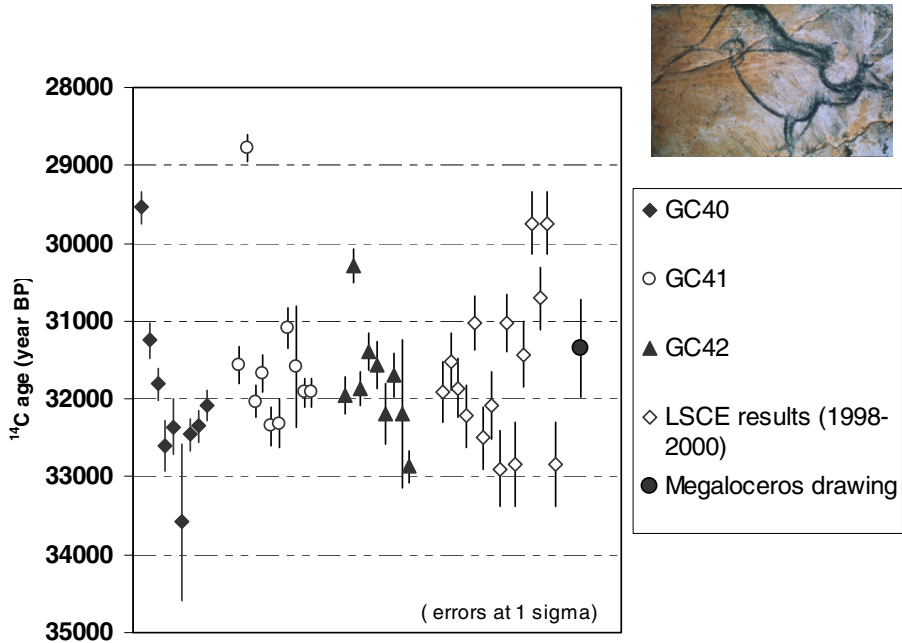 28000
29000
30000
31000
32000
33000
34000
35000
¹⁴C age (year BP)
( errors at 1 sigma)
GC40
GC41
GC42
LSCE results (1998-
2000)
Megaloceros drawing